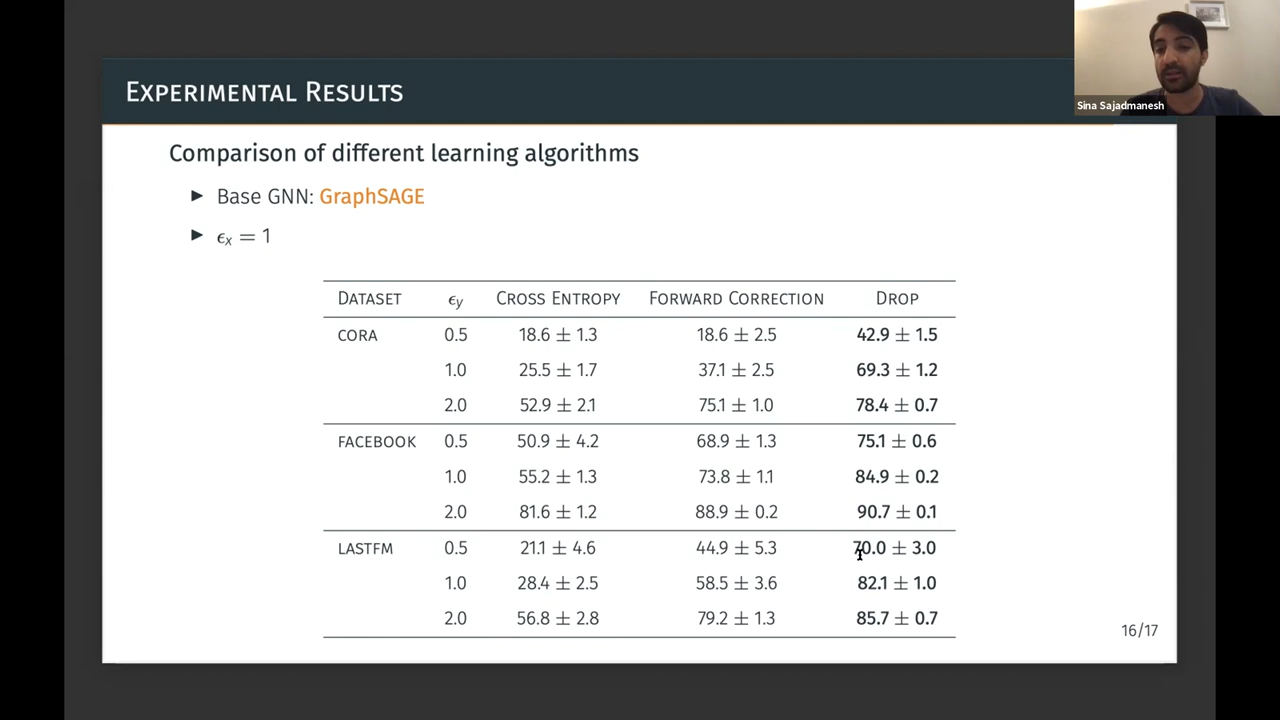 EXPERIMENTAL RESULTS
Sina Sajadmanesh
Comparison of different learning algorithms
► Base GNN: GraphSAGE
► ϵx = 1
DATASET ϵy CROSS ENTROPY FORWARD CORRECTION DROP
CORA 0.5 18.6 ± 1.3 18.6 ± 2.5 42.9 ± 1.5
1.0 25.5 ± 1.7 37.1 ± 2.5 69.3 ± 1.2
2.0 52.9 ± 2.1 75.1 ± 1.0 78.4 ± 0.7
FACEBOOK 0.5 50.9 ± 4.2 68.9 ± 1.3 75.1 ± 0.6
1.0 55.2 ± 1.3 73.8 ± 1.1 84.9 ± 0.2
2.0 81.6 ± 1.2 88.9 ± 0.2 90.7 ± 0.1
LASTFM 0.5 21.1 ± 4.6 44.9 ± 5.3 70.0 ± 3.0
1.0 28.4 ± 2.5 58.5 ± 3.6 82.1 ± 1.0
2.0 56.8 ± 2.8 79.2 ± 1.3 85.7 ± 0.7
16/17